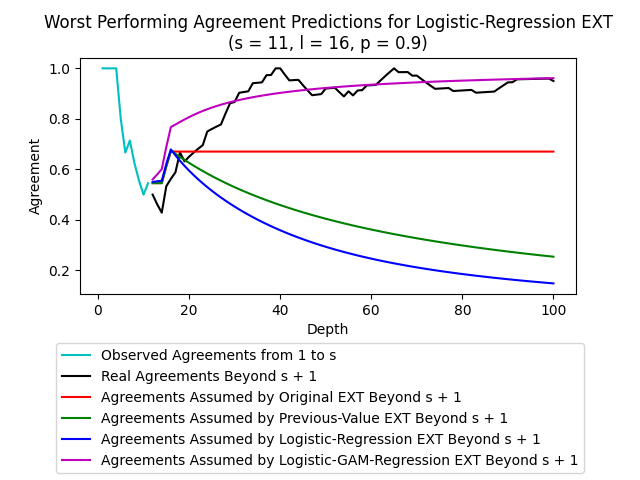 Worst Performing Agreement Predictions for Logistic-Regression EXT
(s = 11, l = 16, p = 0.9)
Agreement
1.0
0.8
0.6
0.4
0.2
0 20 40 60 80 100
Depth
Observed Agreements from 1 to s
Real Agreements Beyond s + 1
Agreements Assumed by Original EXT Beyond s + 1
Agreements Assumed by Previous-Value EXT Beyond s + 1
Agreements Assumed by Logistic-Regression EXT Beyond s + 1
Agreements Assumed by Logistic-GAM-Regression EXT Beyond s + 1